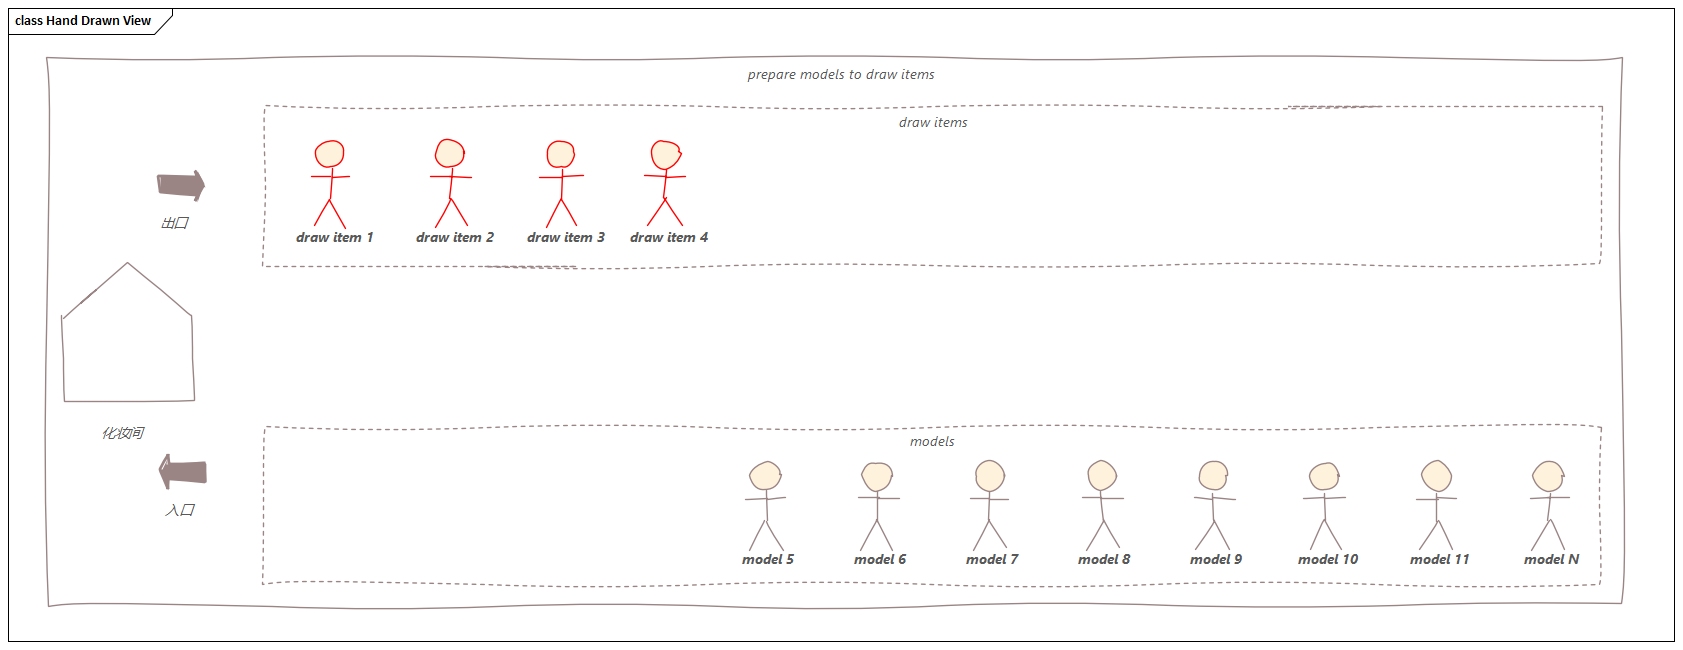 class Hand Drawn View
prepare models to draw items
draw items
draw item 1
draw item 2
draw item 3
draw item 4
出口
化妆间
入口
models
model 5
model 6
model 7
model 8
model 9
model 10
model 11
model N